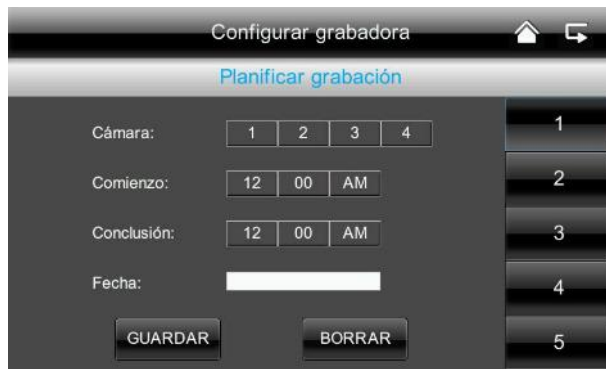 Configurar grabadora
Planificar grabación
Cámara: 1 2 3 4
Comienzo: 12 00 AM
Conclusión: 12 00 AM
Fecha:
GUARDAR BORRAR
1
2
3
4
5